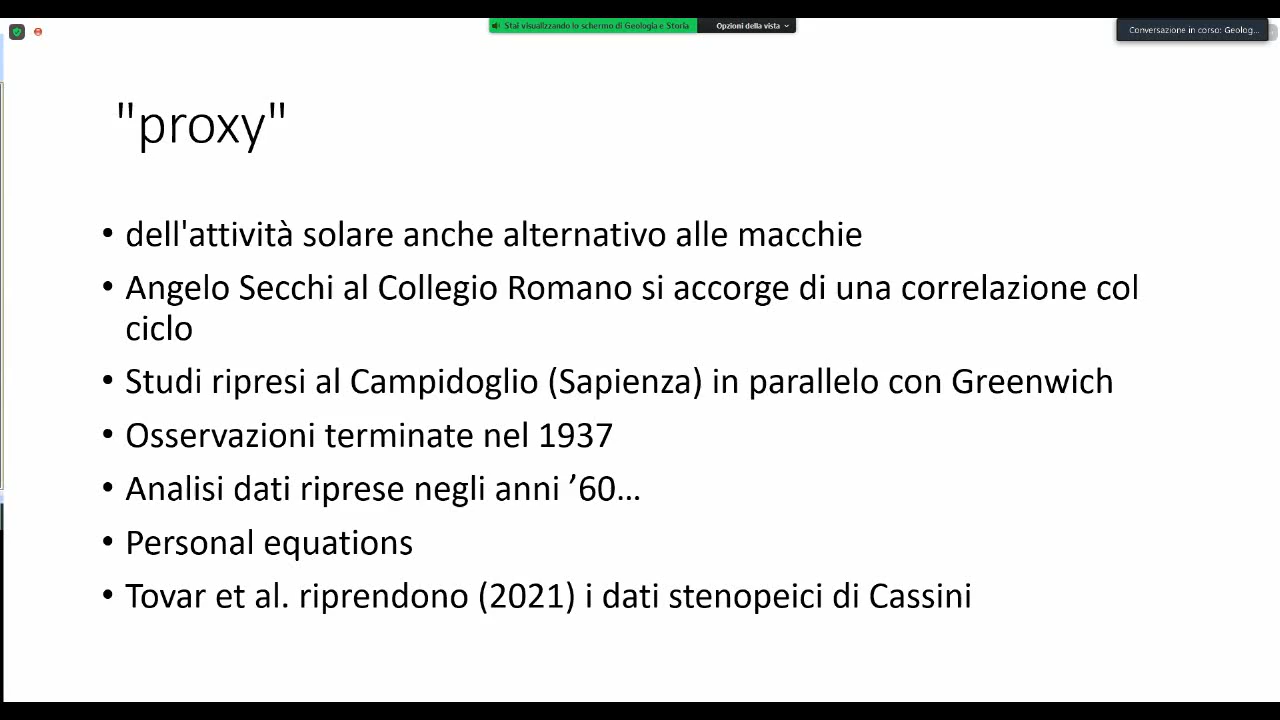 Stai visualizzando lo schermo di Geologia e Storia
Opzioni della vista
Conversazione in corso: Geolog...
"proxy"
• dell'attività solare anche alternativo alle macchie
• Angelo Secchi al Collegio Romano si accorge di una correlazione col
ciclo
• Studi ripresi al Campidoglio (Sapienza) in parallelo con Greenwich
• Osservazioni terminate nel 1937
• Analisi dati riprese negli anni ’60…
• Personal equations
• Tovar et al. riprendono (2021) i dati stenopeici di Cassini